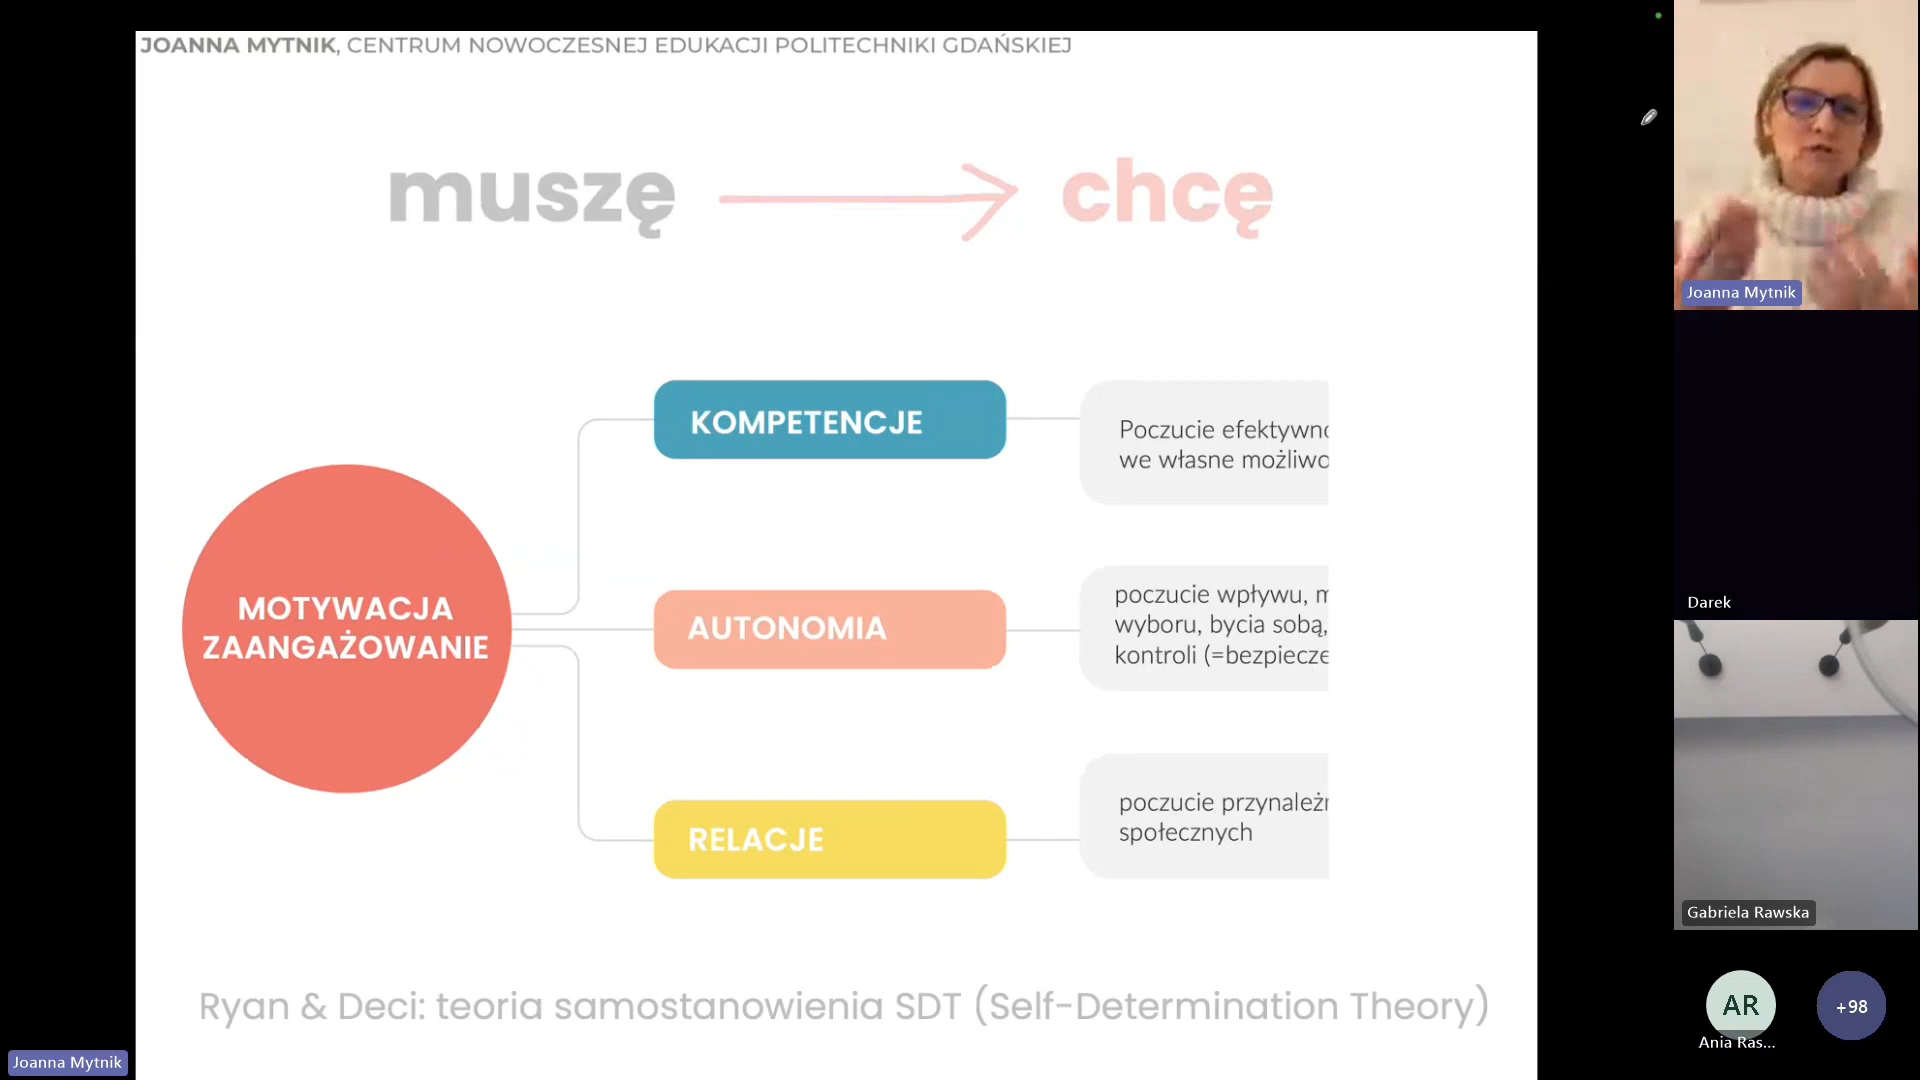 JOANNA MYTNIK, CENTRUM NOWOCZESNEJ EDUKACJI POLITECHNIKI GDAŃSKIEJ
muszę
chcę
KOMPETENCJE
Poczucie efektywno
we własne możliwo
MOTYWACJA
ZAANGAŻOWANIE
AUTONOMIA
poczucie wpływu, m
wyboru, bycia sobą,
kontroli (=bezpiecze
RELACJE
poczucie przynależn
społecznych
Ryan & Deci: teoria samostanowienia SDT (Self-Determination Theory)
Joanna Mytnik
Joanna Mytnik
Darek
Gabriela Rawska
AR
+98
Ania Ras...